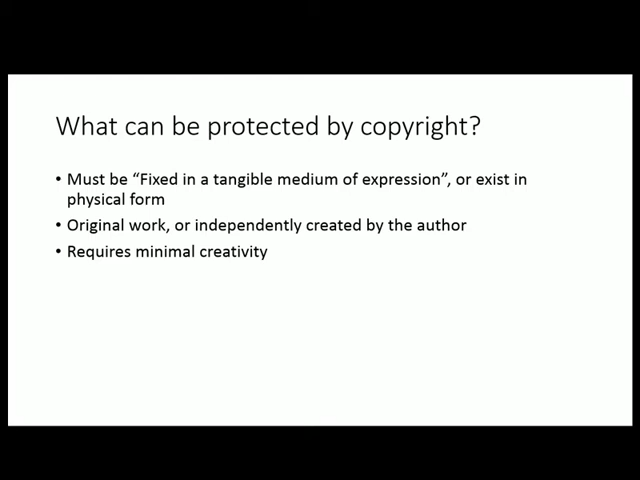 What can be protected by copyright?
• Must be “Fixed in a tangible medium of expression”, or exist in
physical form
• Original work, or independently created by the author
• Requires minimal creativity